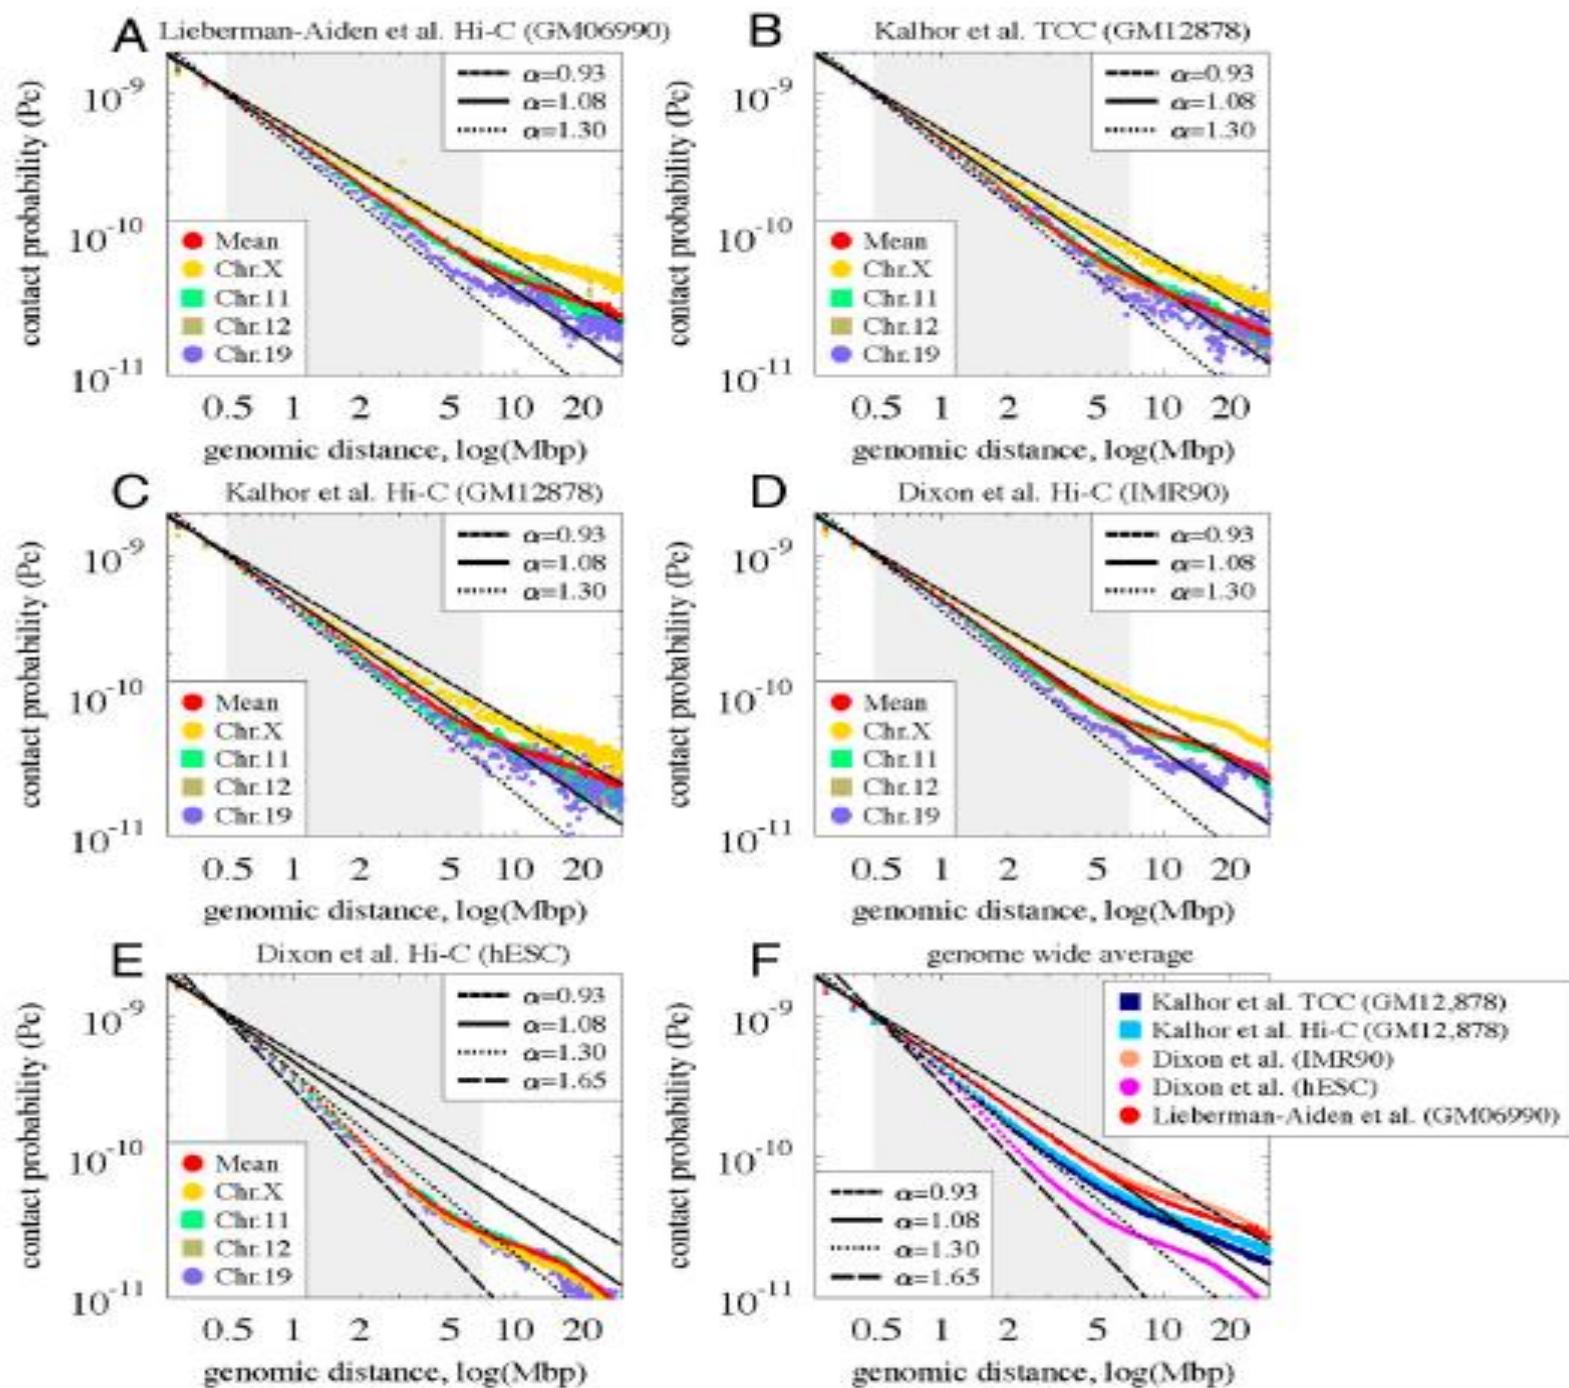 A Lieberman-Aiden et al. Hi-C (GM06990)
contact probability (Pc)
10-9
10-10
10-11
α=0.93
α=1.08
α=1.30
Mean
Chr.X
Chr.11
Chr.12
Chr.19
0.5 1 2 5 10 20
genomic distance, log(Mbp)
B Kalhor et al. TCC (GM12878)
contact probability (Pc)
10-9
10-10
10-11
α=0.93
α=1.08
α=1.30
Mean
Chr.X
Chr.11
Chr.12
Chr.19
0.5 1 2 5 10 20
genomic distance, log(Mbp)
C Kalhor et al. Hi-C (GM12878)
contact probability (Pc)
10-9
10-10
10-11
α=0.93
α=1.08
α=1.30
Mean
Chr.X
Chr.11
Chr.12
Chr.19
0.5 1 2 5 10 20
genomic distance, log(Mbp)
D Dixon et al. Hi-C (IMR90)
contact probability (Pc)
10-9
10-10
10-11
α=0.93
α=1.08
α=1.30
Mean
Chr.X
Chr.11
Chr.12
Chr.19
0.5 1 2 5 10 20
genomic distance, log(Mbp)
E Dixon et al. Hi-C (hESC)
contact probability (Pc)
10-9
10-10
10-11
α=0.93
α=1.08
α=1.30
α=1.65
Mean
Chr.X
Chr.11
Chr.12
Chr.19
0.5 1 2 5 10 20
genomic distance, log(Mbp)
F genome wide average
contact probability (Pc)
10-9
10-10
10-11
Kalhor et al. TCC (GM12,878)
Kalhor et al. Hi-C (GM12,878)
Dixon et al. (IMR90)
Dixon et al. (hESC)
Lieberman-Aiden et al. (GM06990)
α=0.93
α=1.08
α=1.30
α=1.65
0.5 1 2 5 10 20
genomic distance, log(Mbp)